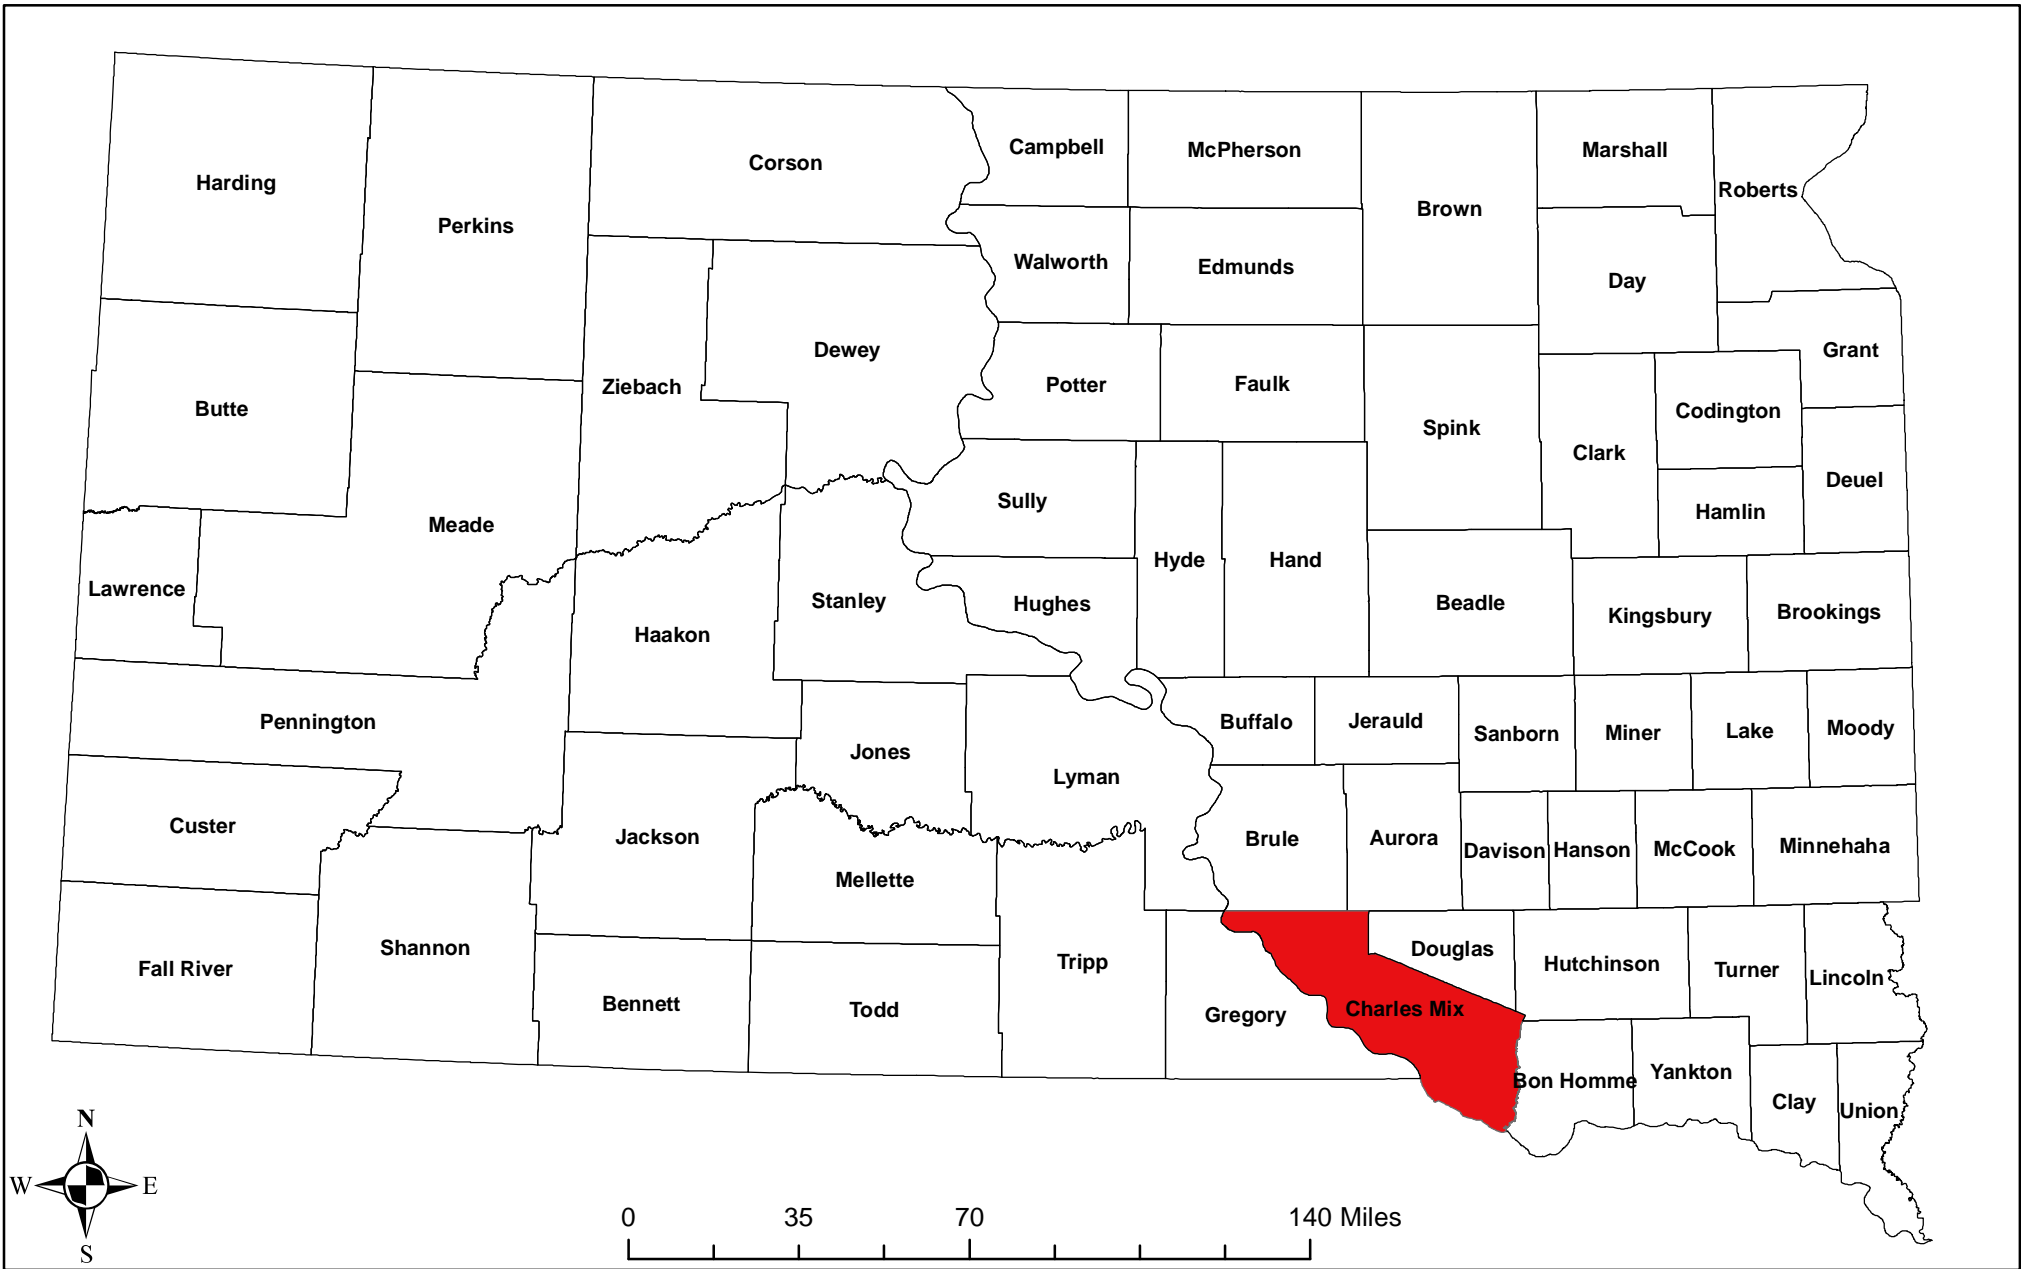 Campbell
McPherson
Marshall
Corson
Harding
Roberts
Brown
Perkins
Walworth
Edmunds
Day
Dewey
Grant
Ziebach
Potter
Faulk
Butte
Codington
Spink
Clark
Deuel
Sully
Hamlin
Meade
Hyde
Hand
Lawrence
Stanley
Hughes
Beadle
Brookings
Kingsbury
Haakon
Pennington
Buffalo
Jerauld
Moody
Lake
Miner
Sanborn
Jones
Lyman
Custer
Jackson
Brule
Aurora
Minnehaha
McCook
Hanson
Davison
Mellette
Shannon
Douglas
Tripp
Hutchinson
Fall River
Turner
Lincoln
Bennett
Todd
Charles Mix
Gregory
Yankton
Bon Homme
Clay
Union
N
W E
S
0 35 70 140 Miles